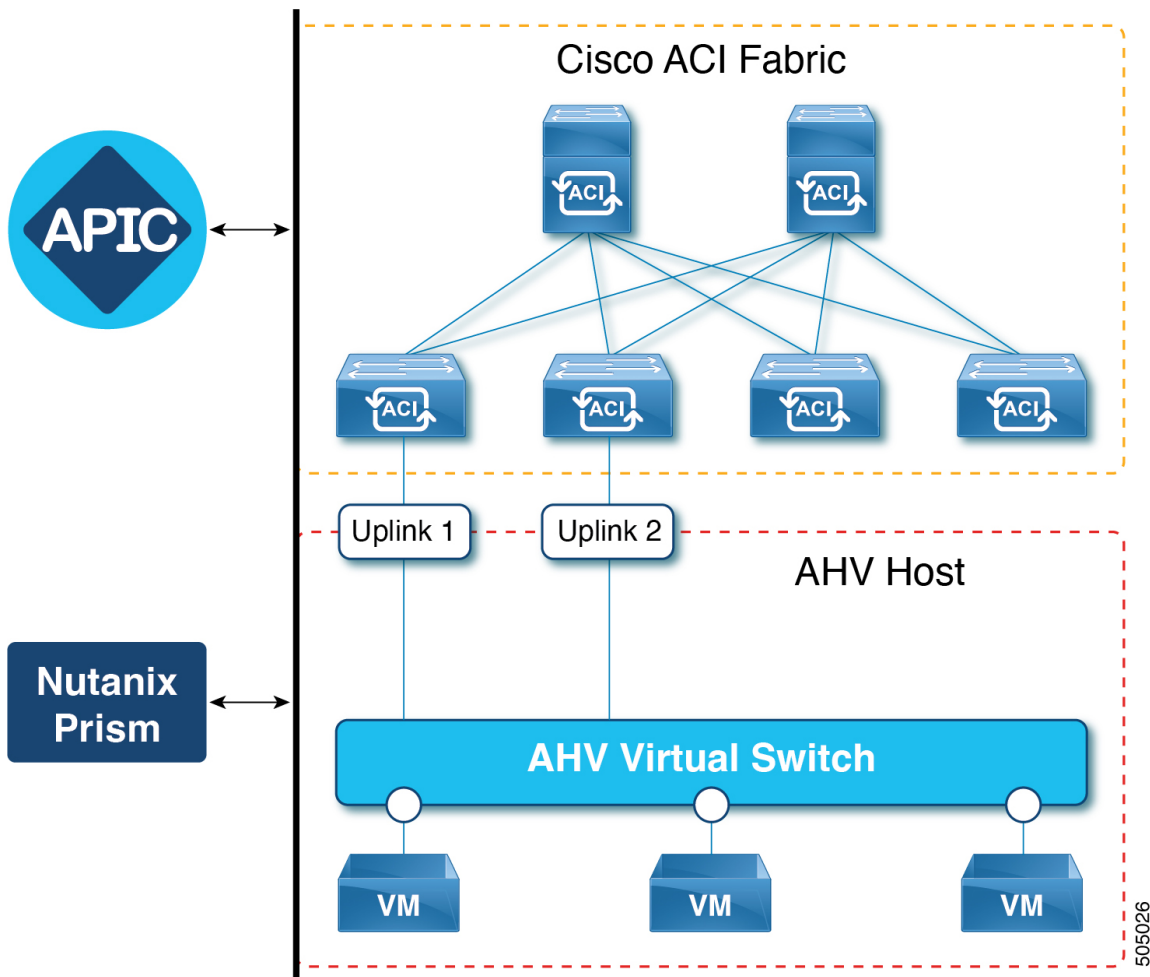 Cisco ACI Fabric
ACI
ACI
APIC
ACI
ACI
ACI
ACI
Uplink 1
Uplink 2
AHV Host
Nutanix
Prism
AHV Virtual Switch
VM
VM
VM
505026